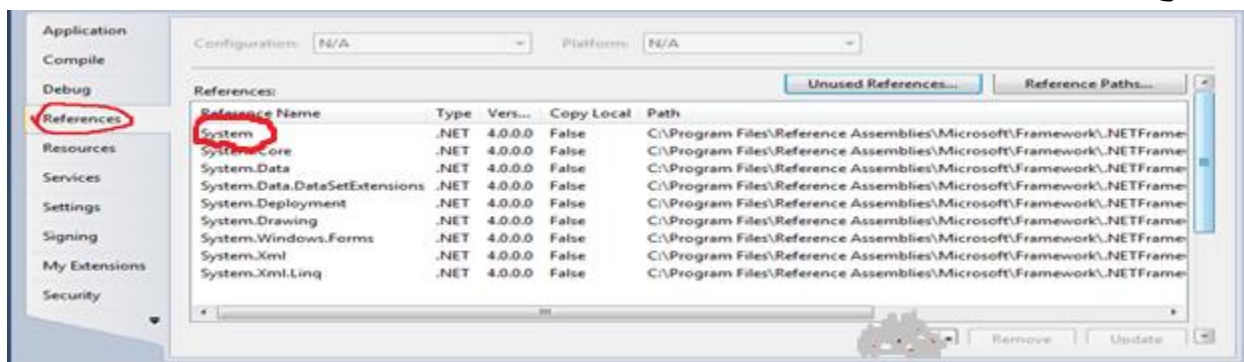 Application
Compile
Debug
References
Resources
Services
Settings
Signing
My Extensions
Security
Configuration: N/A Platform: N/A
Unused References... Reference Paths...
References:
Reference Name Type Vers... Copy Local Path
System .NET 4.0.0.0 False C:\Program Files\Reference Assemblies\Microsoft\Framework\.NETFrame
System.Core .NET 4.0.0.0 False C:\Program Files\Reference Assemblies\Microsoft\Framework\.NETFrame
System.Data .NET 4.0.0.0 False C:\Program Files\Reference Assemblies\Microsoft\Framework\.NETFrame
System.Data.DataSetExtensions .NET 4.0.0.0 False C:\Program Files\Reference Assemblies\Microsoft\Framework\.NETFrame
System.Deployment .NET 4.0.0.0 False C:\Program Files\Reference Assemblies\Microsoft\Framework\.NETFrame
System.Drawing .NET 4.0.0.0 False C:\Program Files\Reference Assemblies\Microsoft\Framework\.NETFrame
System.Windows.Forms .NET 4.0.0.0 False C:\Program Files\Reference Assemblies\Microsoft\Framework\.NETFrame
System.Xml .NET 4.0.0.0 False C:\Program Files\Reference Assemblies\Microsoft\Framework\.NETFrame
System.Xml.Linq .NET 4.0.0.0 False C:\Program Files\Reference Assemblies\Microsoft\Framework\.NETFrame
Remove Update